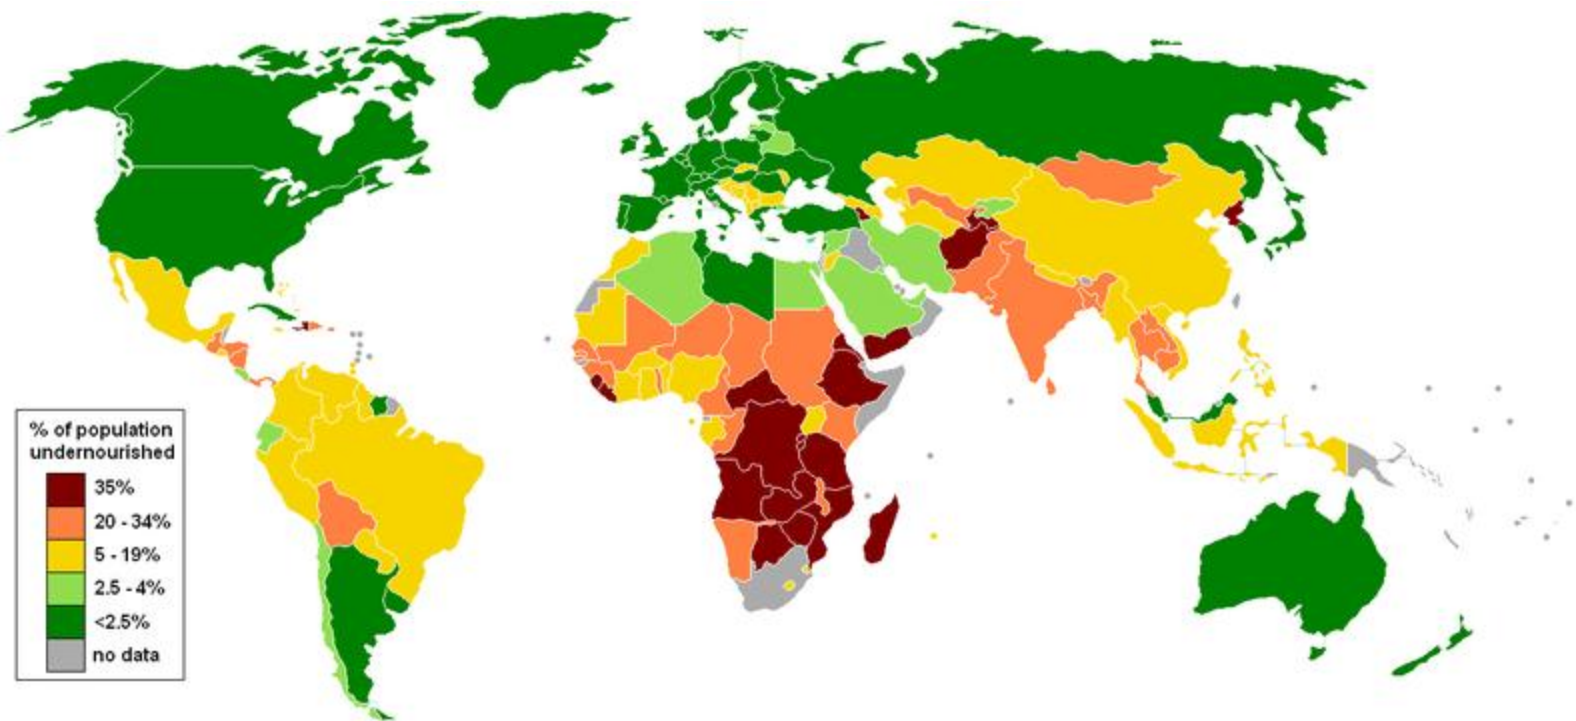 % of population
undernourished
35%
20 - 34%
5 - 19%
2.5 - 4%
<2.5%
no data